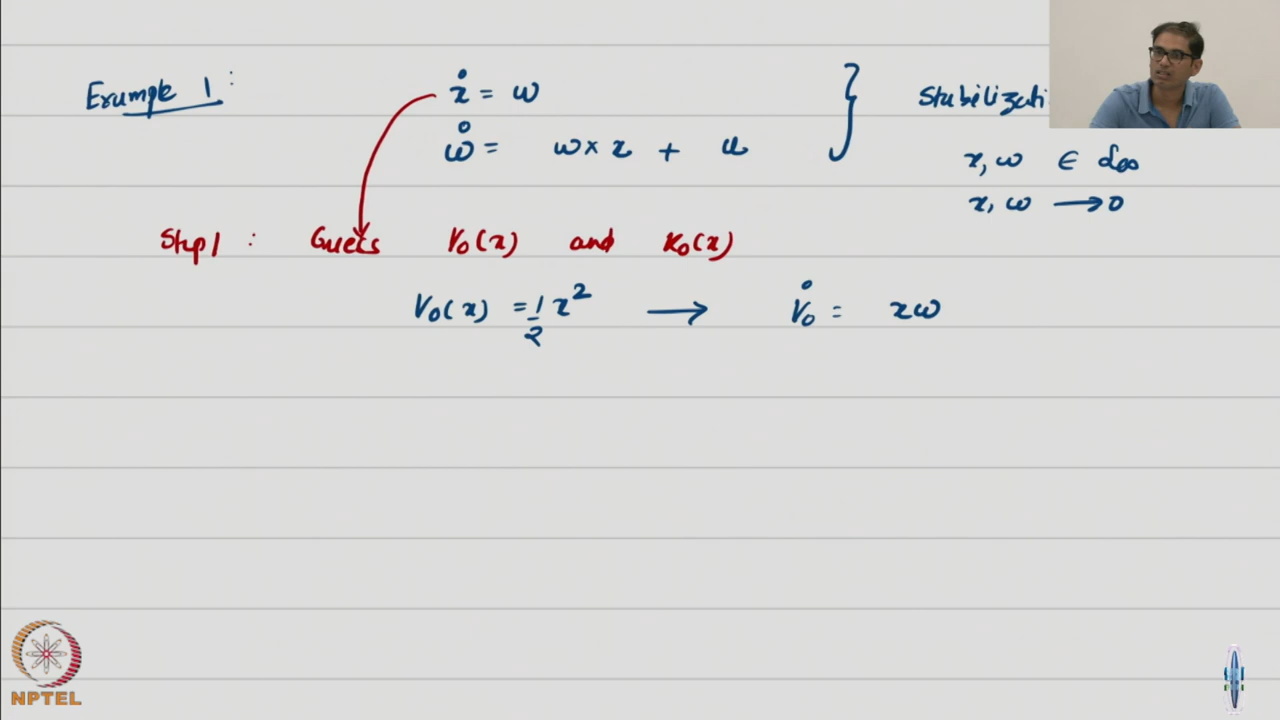 Example 1 :
ẋ = ω
ω̇ = ω × x + u
Stabilizati
x, ω ∈ L∞
x, ω → 0
Step 1 : Guess V₀(x) and K₀(x)
V₀(x) = 1/2 x² → V̇₀ = xω
NPTEL